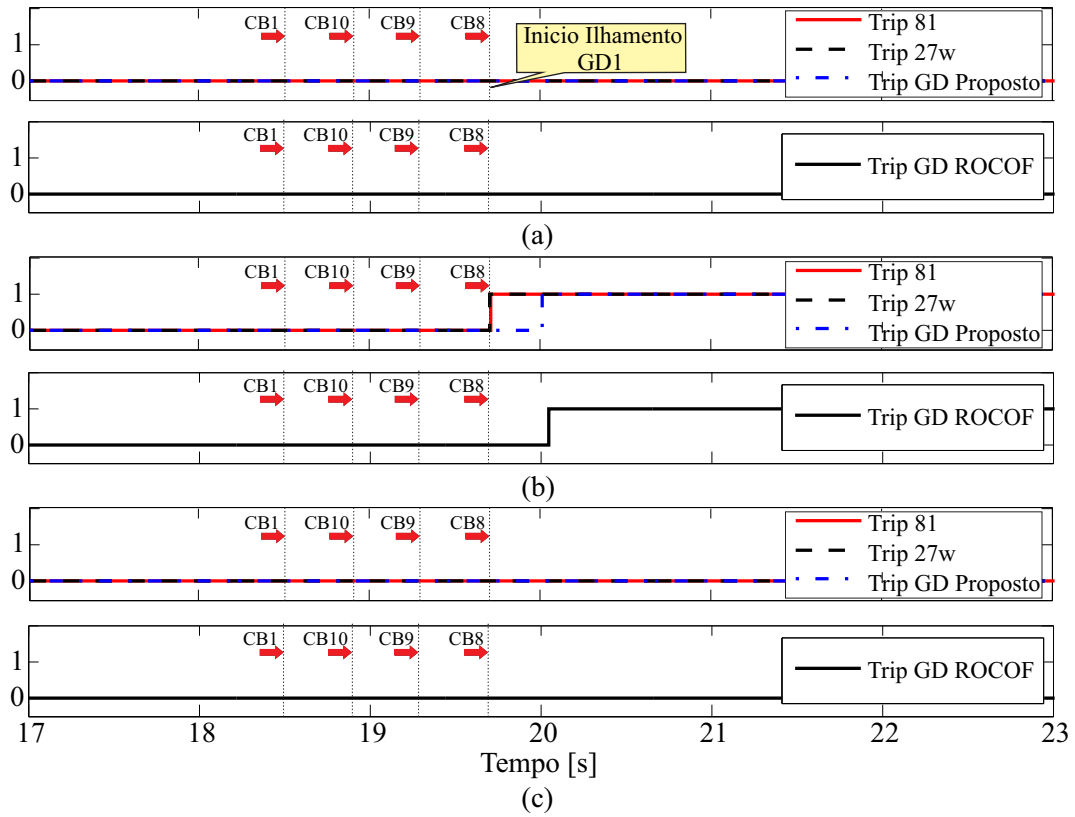 CB1 CB10 CB9 CB8
Inicio Ilhamento
GD1
Trip 81
Trip 27w
Trip GD Proposto
1
0
CB1 CB10 CB9 CB8
Trip GD ROCOF
1
0
(a)
CB1 CB10 CB9 CB8
Trip 81
Trip 27w
Trip GD Proposto
1
0
CB1 CB10 CB9 CB8
Trip GD ROCOF
1
0
(b)
CB1 CB10 CB9 CB8
Trip 81
Trip 27w
Trip GD Proposto
1
0
CB1 CB10 CB9 CB8
Trip GD ROCOF
1
0
17 18 19 20 21 22 23
Tempo [s]
(c)